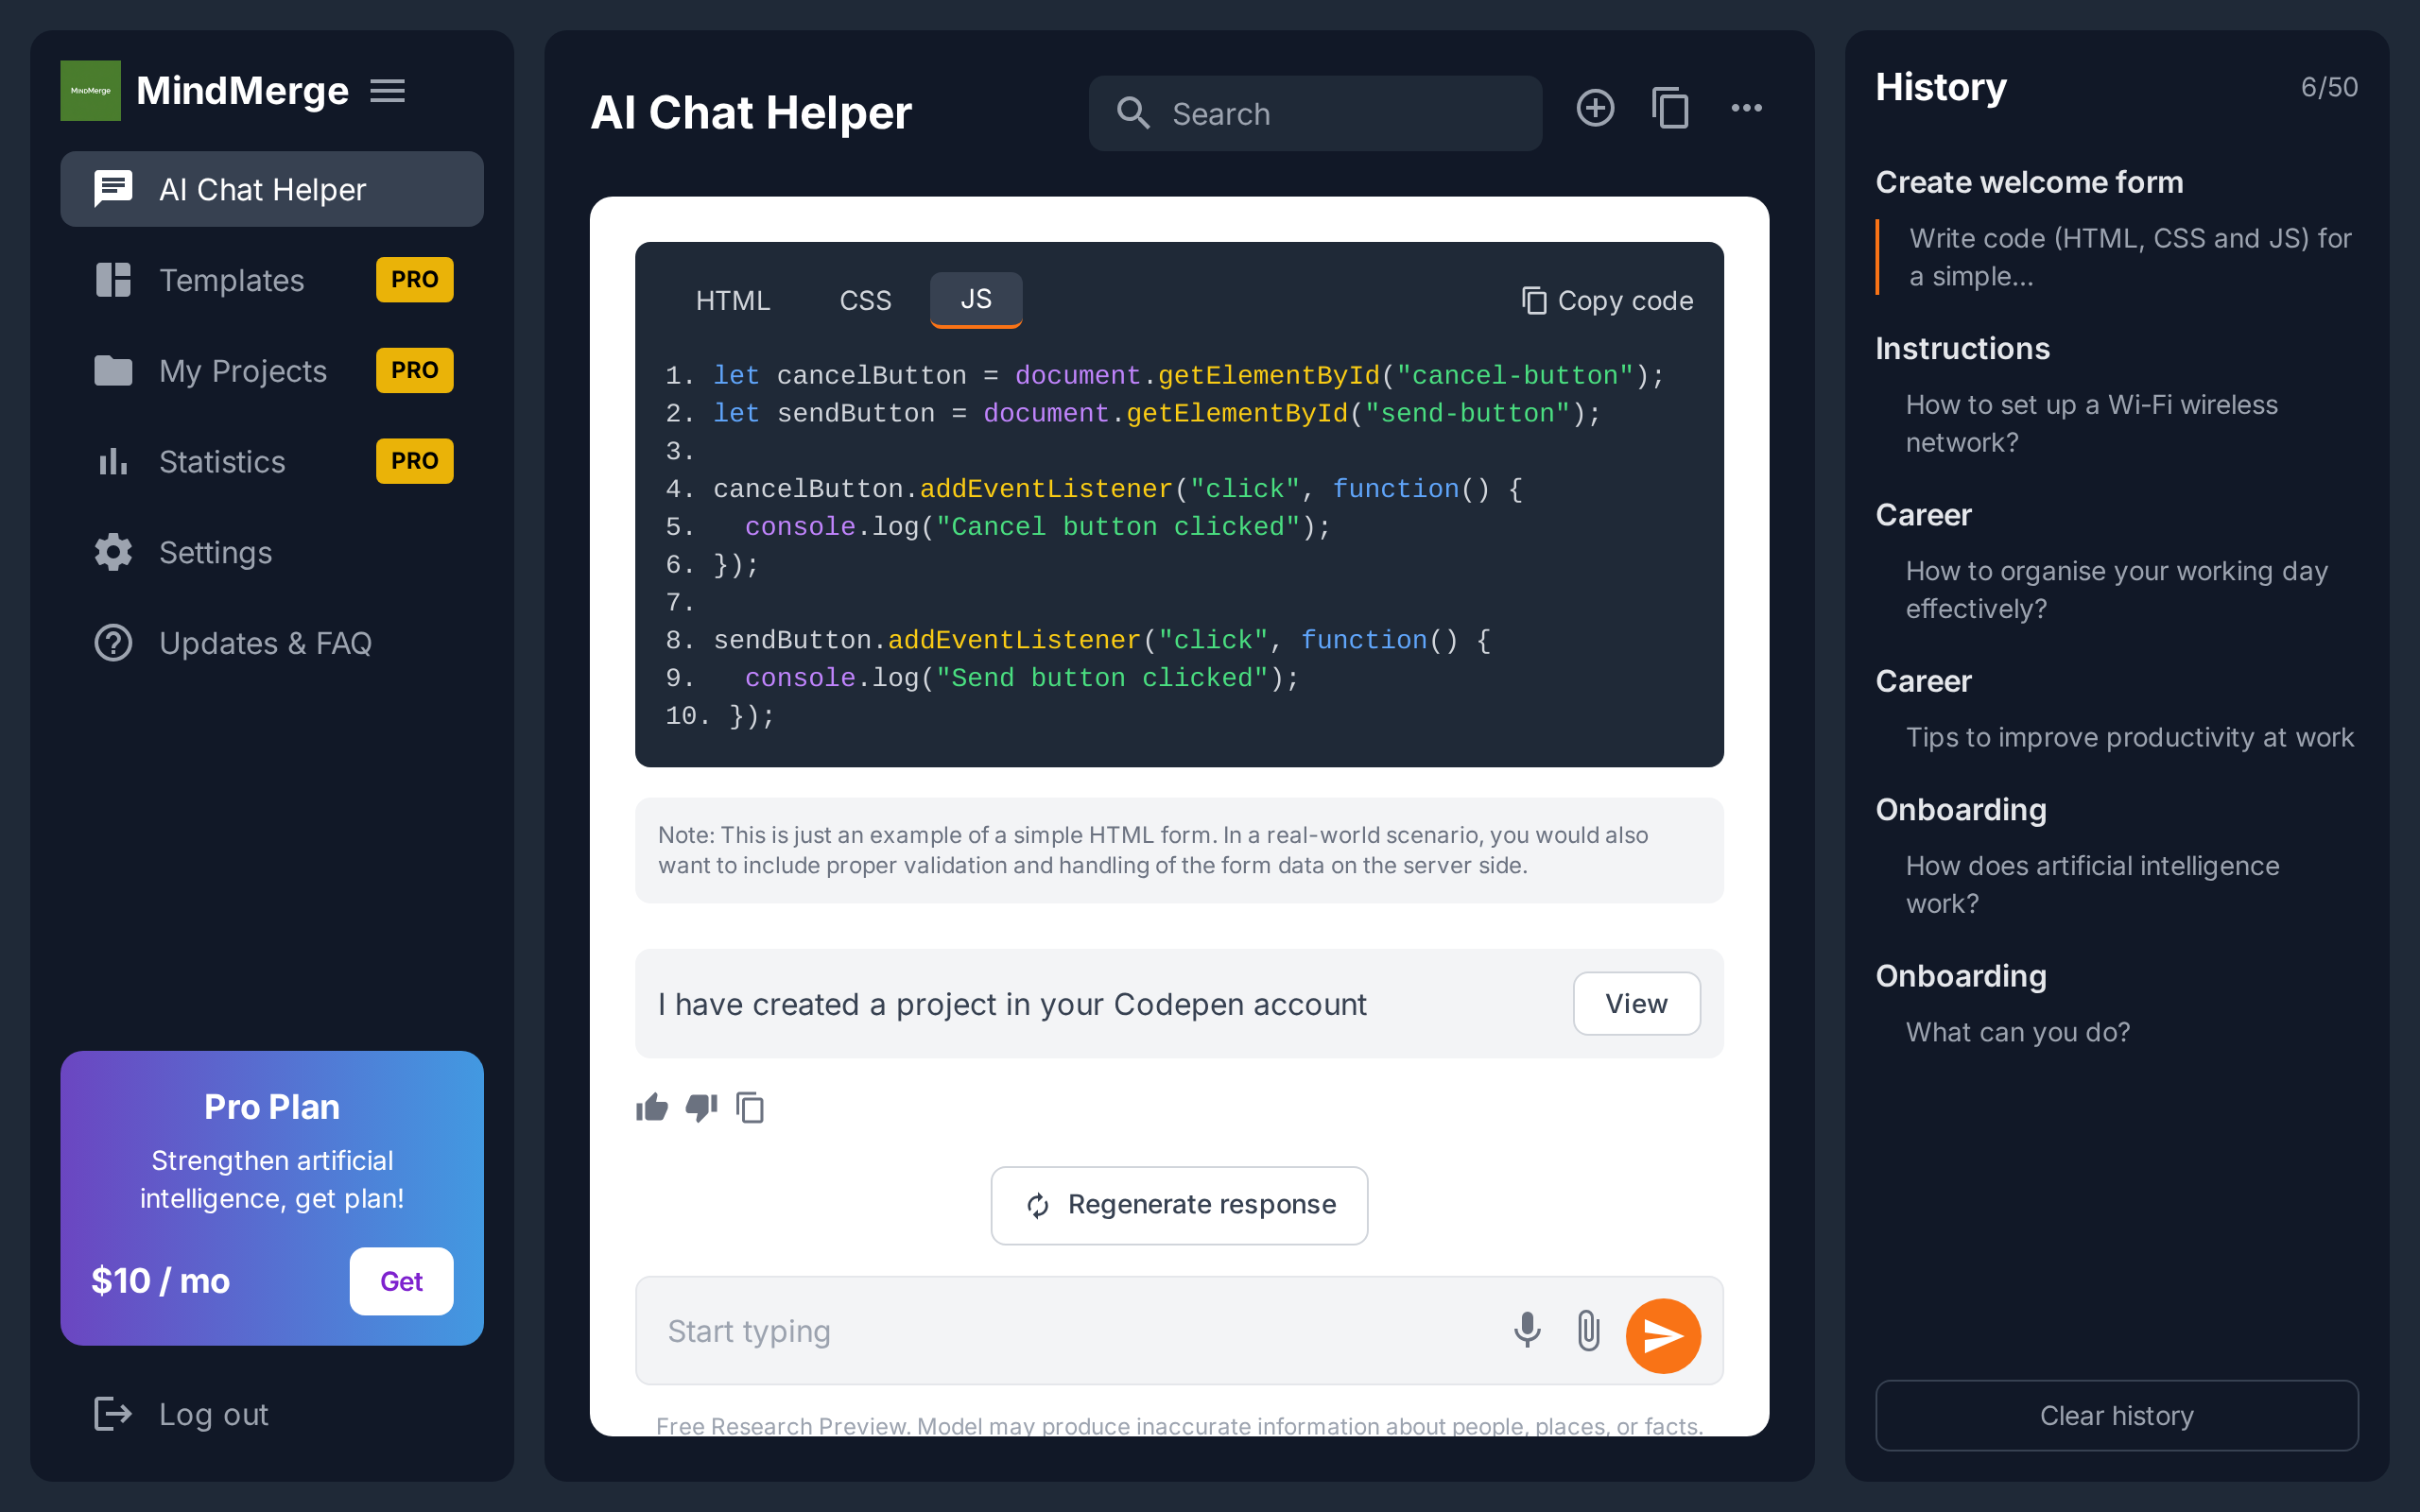 MindMerge
MindMerge
AI Chat Helper
Templates PRO
My Projects PRO
Statistics PRO
Settings
Updates & FAQ
Pro Plan
Strengthen artificial
intelligence, get plan!
$10 / mo
Get
Log out
AI Chat Helper
Search
HTML CSS JS Copy code
1. let cancelButton = document.getElementById("cancel-button");
2. let sendButton = document.getElementById("send-button");
3.
4. cancelButton.addEventListener("click", function() {
5.   console.log("Cancel button clicked");
6. });
7.
8. sendButton.addEventListener("click", function() {
9.   console.log("Send button clicked");
10. });
Note: This is just an example of a simple HTML form. In a real-world scenario, you would also
want to include proper validation and handling of the form data on the server side.
I have created a project in your Codepen account
View
Regenerate response
Start typing
Free Research Preview. Model may produce inaccurate information about people, places, or facts.
History 6/50
Create welcome form
Write code (HTML, CSS and JS) for
a simple...
Instructions
How to set up a Wi-Fi wireless
network?
Career
How to organise your working day
effectively?
Career
Tips to improve productivity at work
Onboarding
How does artificial intelligence
work?
Onboarding
What can you do?
Clear history